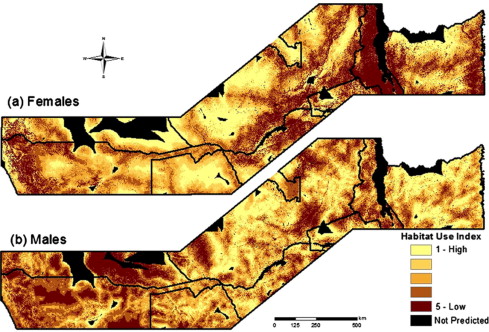 N
W
E
S
(a) Females
(b) Males
Habitat Use Index
1 - High
5 - Low
Not Predicted
km
0
125
250
500